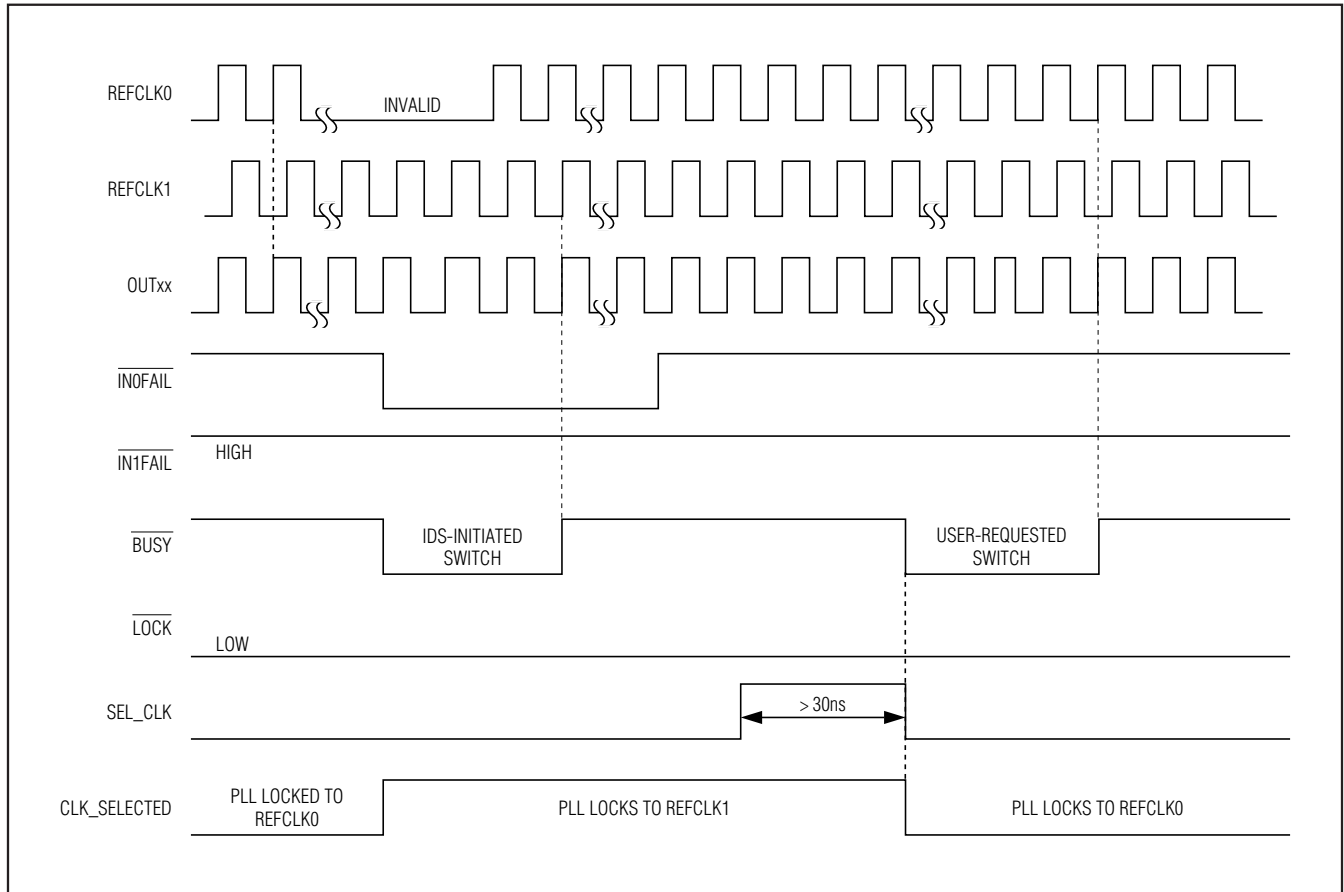 REFCLK0
INVALID
REFCLK1
OUTxx
IN0FAIL
IN1FAIL
HIGH
BUSY
IDS-INITIATED
SWITCH
USER-REQUESTED
SWITCH
LOCK
LOW
SEL_CLK
> 30ns
CLK_SELECTED
PLL LOCKED TO
REFCLK0
PLL LOCKS TO REFCLK1
PLL LOCKS TO REFCLK0